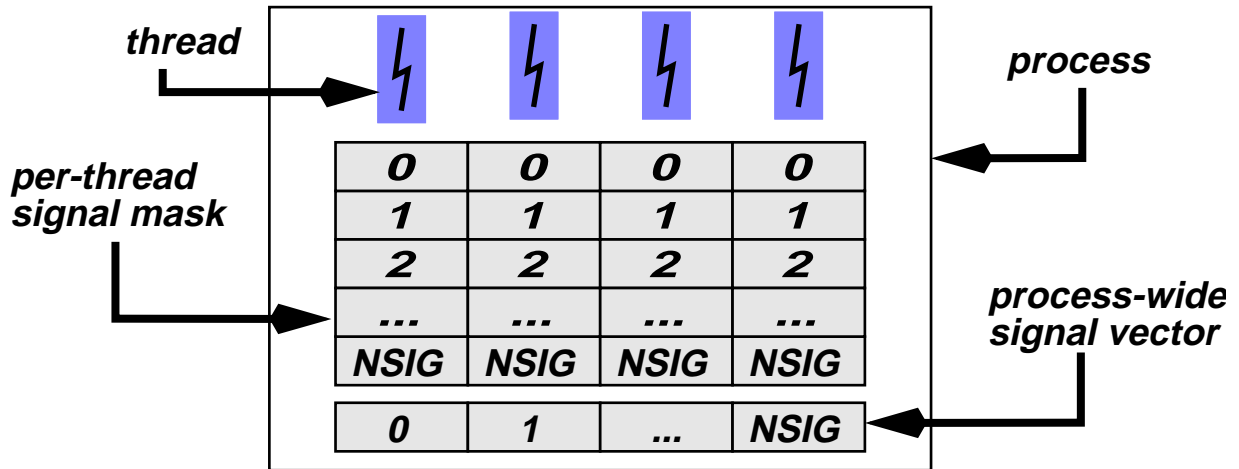 thread
process
per-thread
signal mask
0 0 0 0
1 1 1 1
2 2 2 2
... ... ... ...
NSIG NSIG NSIG NSIG
process-wide
signal vector
0 1 ... NSIG